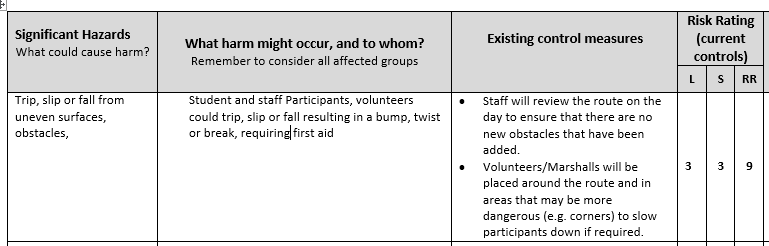 Significant Hazards
What could cause harm?
What harm might occur, and to whom?
Remember to consider all affected groups
Existing control measures
Risk Rating
(current
controls)
L S RR
Trip, slip or fall from
uneven surfaces,
obstacles,
Student and staff Participants, volunteers
could trip, slip or fall resulting in a bump, twist
or break, requiring first aid
• Staff will review the route on the
day to ensure that there are no
new obstacles that have been
added.
• Volunteers/Marshalls will be
placed around the route and in
areas that may be more
dangerous (e.g. corners) to slow
participants down if required.
3 3 9